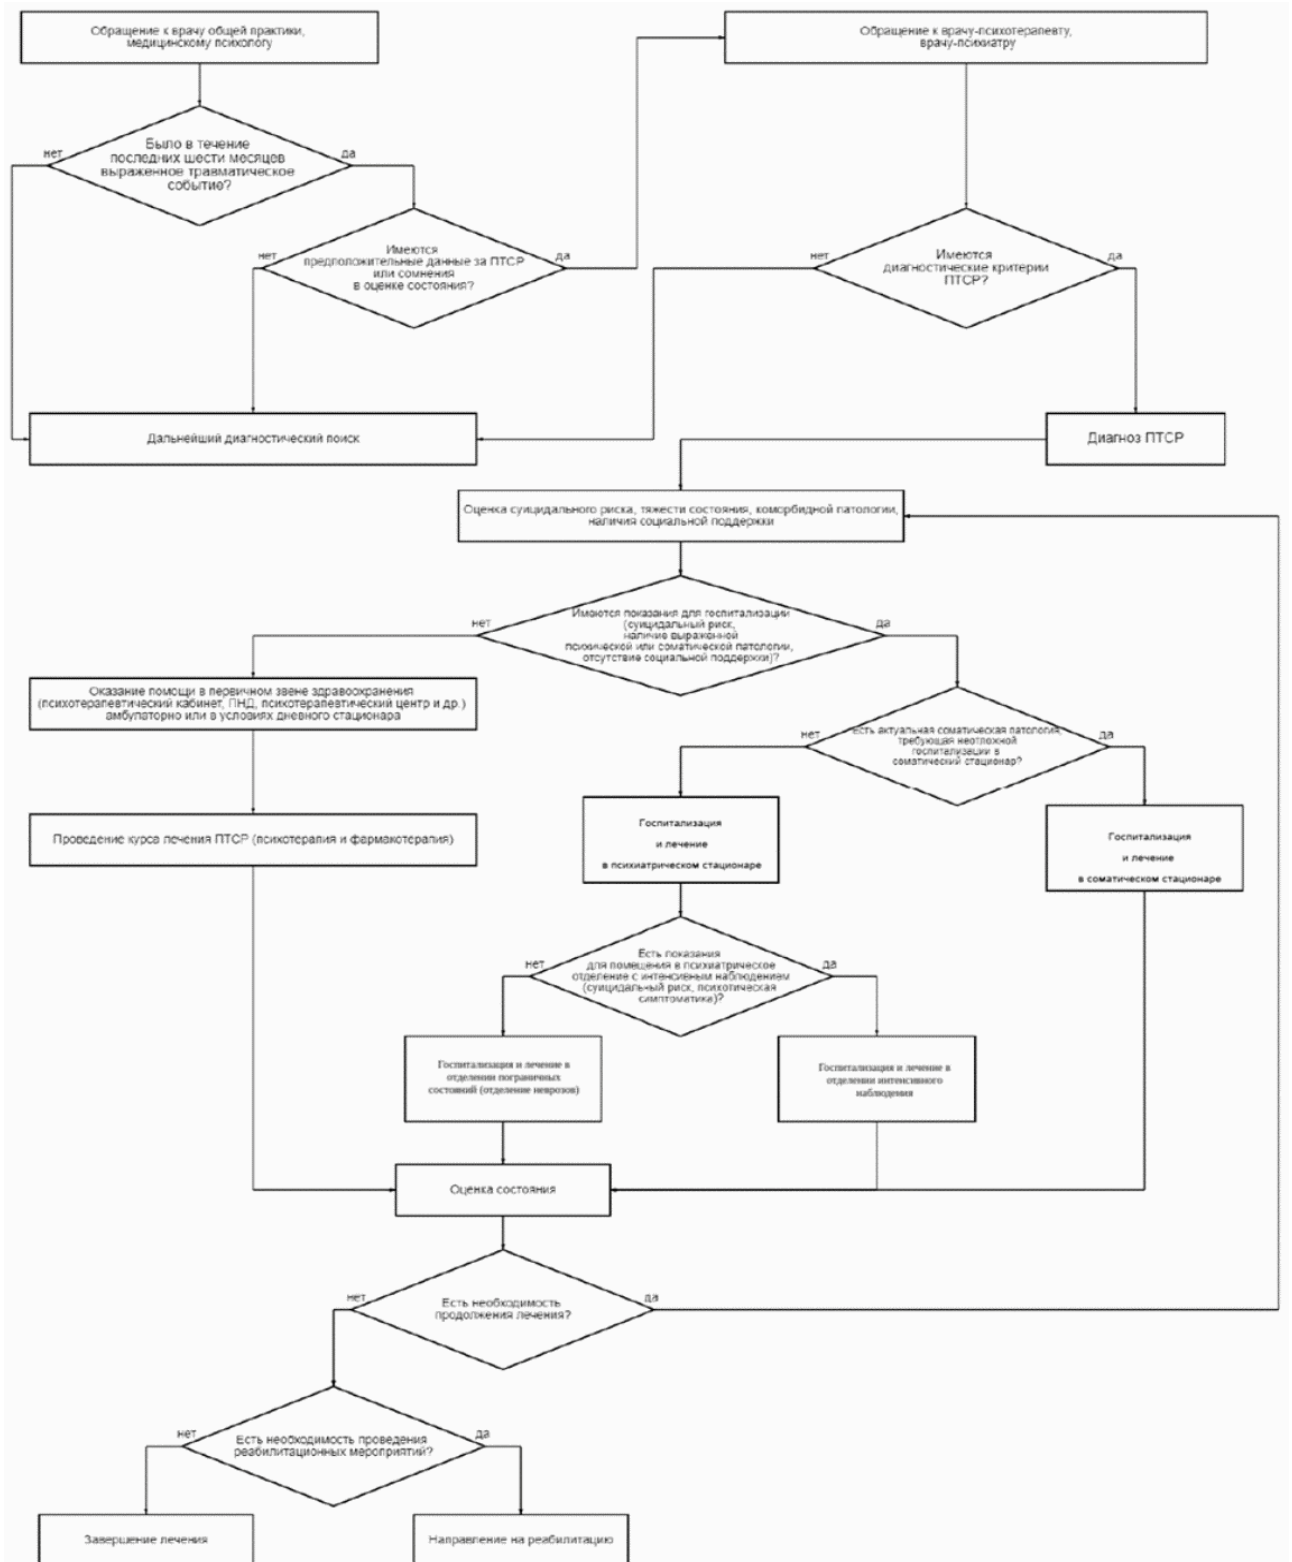 Обращение к врачу общей практики,
медицинскому психологу
Обращение к врачу-психотерапевту,
врачу-психиатру
Было в течение
последних шести месяцев
выраженное травматическое
событие?
нет
да
Имеются
предположительные данные за ПТСР
или сомнения
в оценке состояния?
нет
да
Имеются
диагностические критерии
ПТСР?
нет
да
Дальнейший диагностический поиск
Диагноз ПТСР
Оценка суицидального риска, тяжести состояния, коморбидной патологии,
наличия социальной поддержки
Имеются показания для госпитализации
(суицидальный риск,
наличие выраженной
психической или соматической патологии,
отсутствие социальной поддержки)?
нет
да
Оказание помощи в первичном звене здравоохранения
(психотерапевтический кабинет, ПНД, психотерапевтический центр и др.)
амбулаторно или в условиях дневного стационара
Есть актуальная соматическая патология,
требующая неотложной
госпитализации в
соматический стационар?
нет
да
Проведение курса лечения ПТСР (психотерапия и фармакотерапия)
Госпитализация
и лечение
в психиатрическом стационаре
Госпитализация
и лечение
в соматическом стационаре
Есть показания
для помещения в психиатрическое
отделение с интенсивным наблюдением
(суицидальный риск, психотическая
симптоматика)?
нет
да
Госпитализация и лечение в
отделении пограничных
состояний (отделение неврозов)
Госпитализация и лечение в
отделении интенсивного
наблюдения
Оценка состояния
Есть необходимость
продолжения лечения?
нет
да
Есть необходимость проведения
реабилитационных мероприятий?
нет
да
Завершение лечения
Направление на реабилитацию